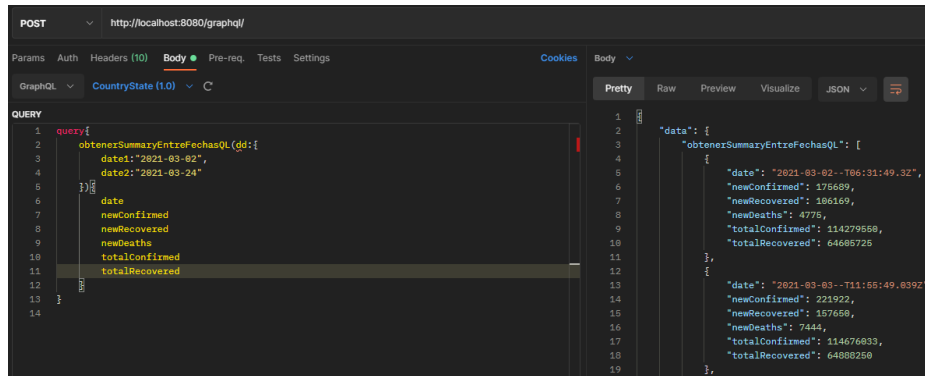 POST http://localhost:8080/graphql/
Params Auth Headers (10) Body Pre-req. Tests Settings Cookies
GraphQL CountryState (1.0)
QUERY
1 query{
2 obtenerSummaryEntreFechasQL(dd:{
3 date1:"2021-03-02",
4 date2:"2021-03-24"
5 }){
6 date
7 newConfirmed
8 newRecovered
9 newDeaths
10 totalConfirmed
11 totalRecovered
12 }
13 }
14
Body
Pretty Raw Preview Visualize JSON
1 {
2 "data": {
3 "obtenerSummaryEntreFechasQL": [
4 {
5 "date": "2021-03-02--T06:31:49.3Z",
6 "newConfirmed": 175689,
7 "newRecovered": 106169,
8 "newDeaths": 4775,
9 "totalConfirmed": 114279550,
10 "totalRecovered": 64605725
11 },
12 {
13 "date": "2021-03-03--T11:55:49.039Z"
14 "newConfirmed": 221922,
15 "newRecovered": 157650,
16 "newDeaths": 7444,
17 "totalConfirmed": 114676033,
18 "totalRecovered": 64888250
19 },